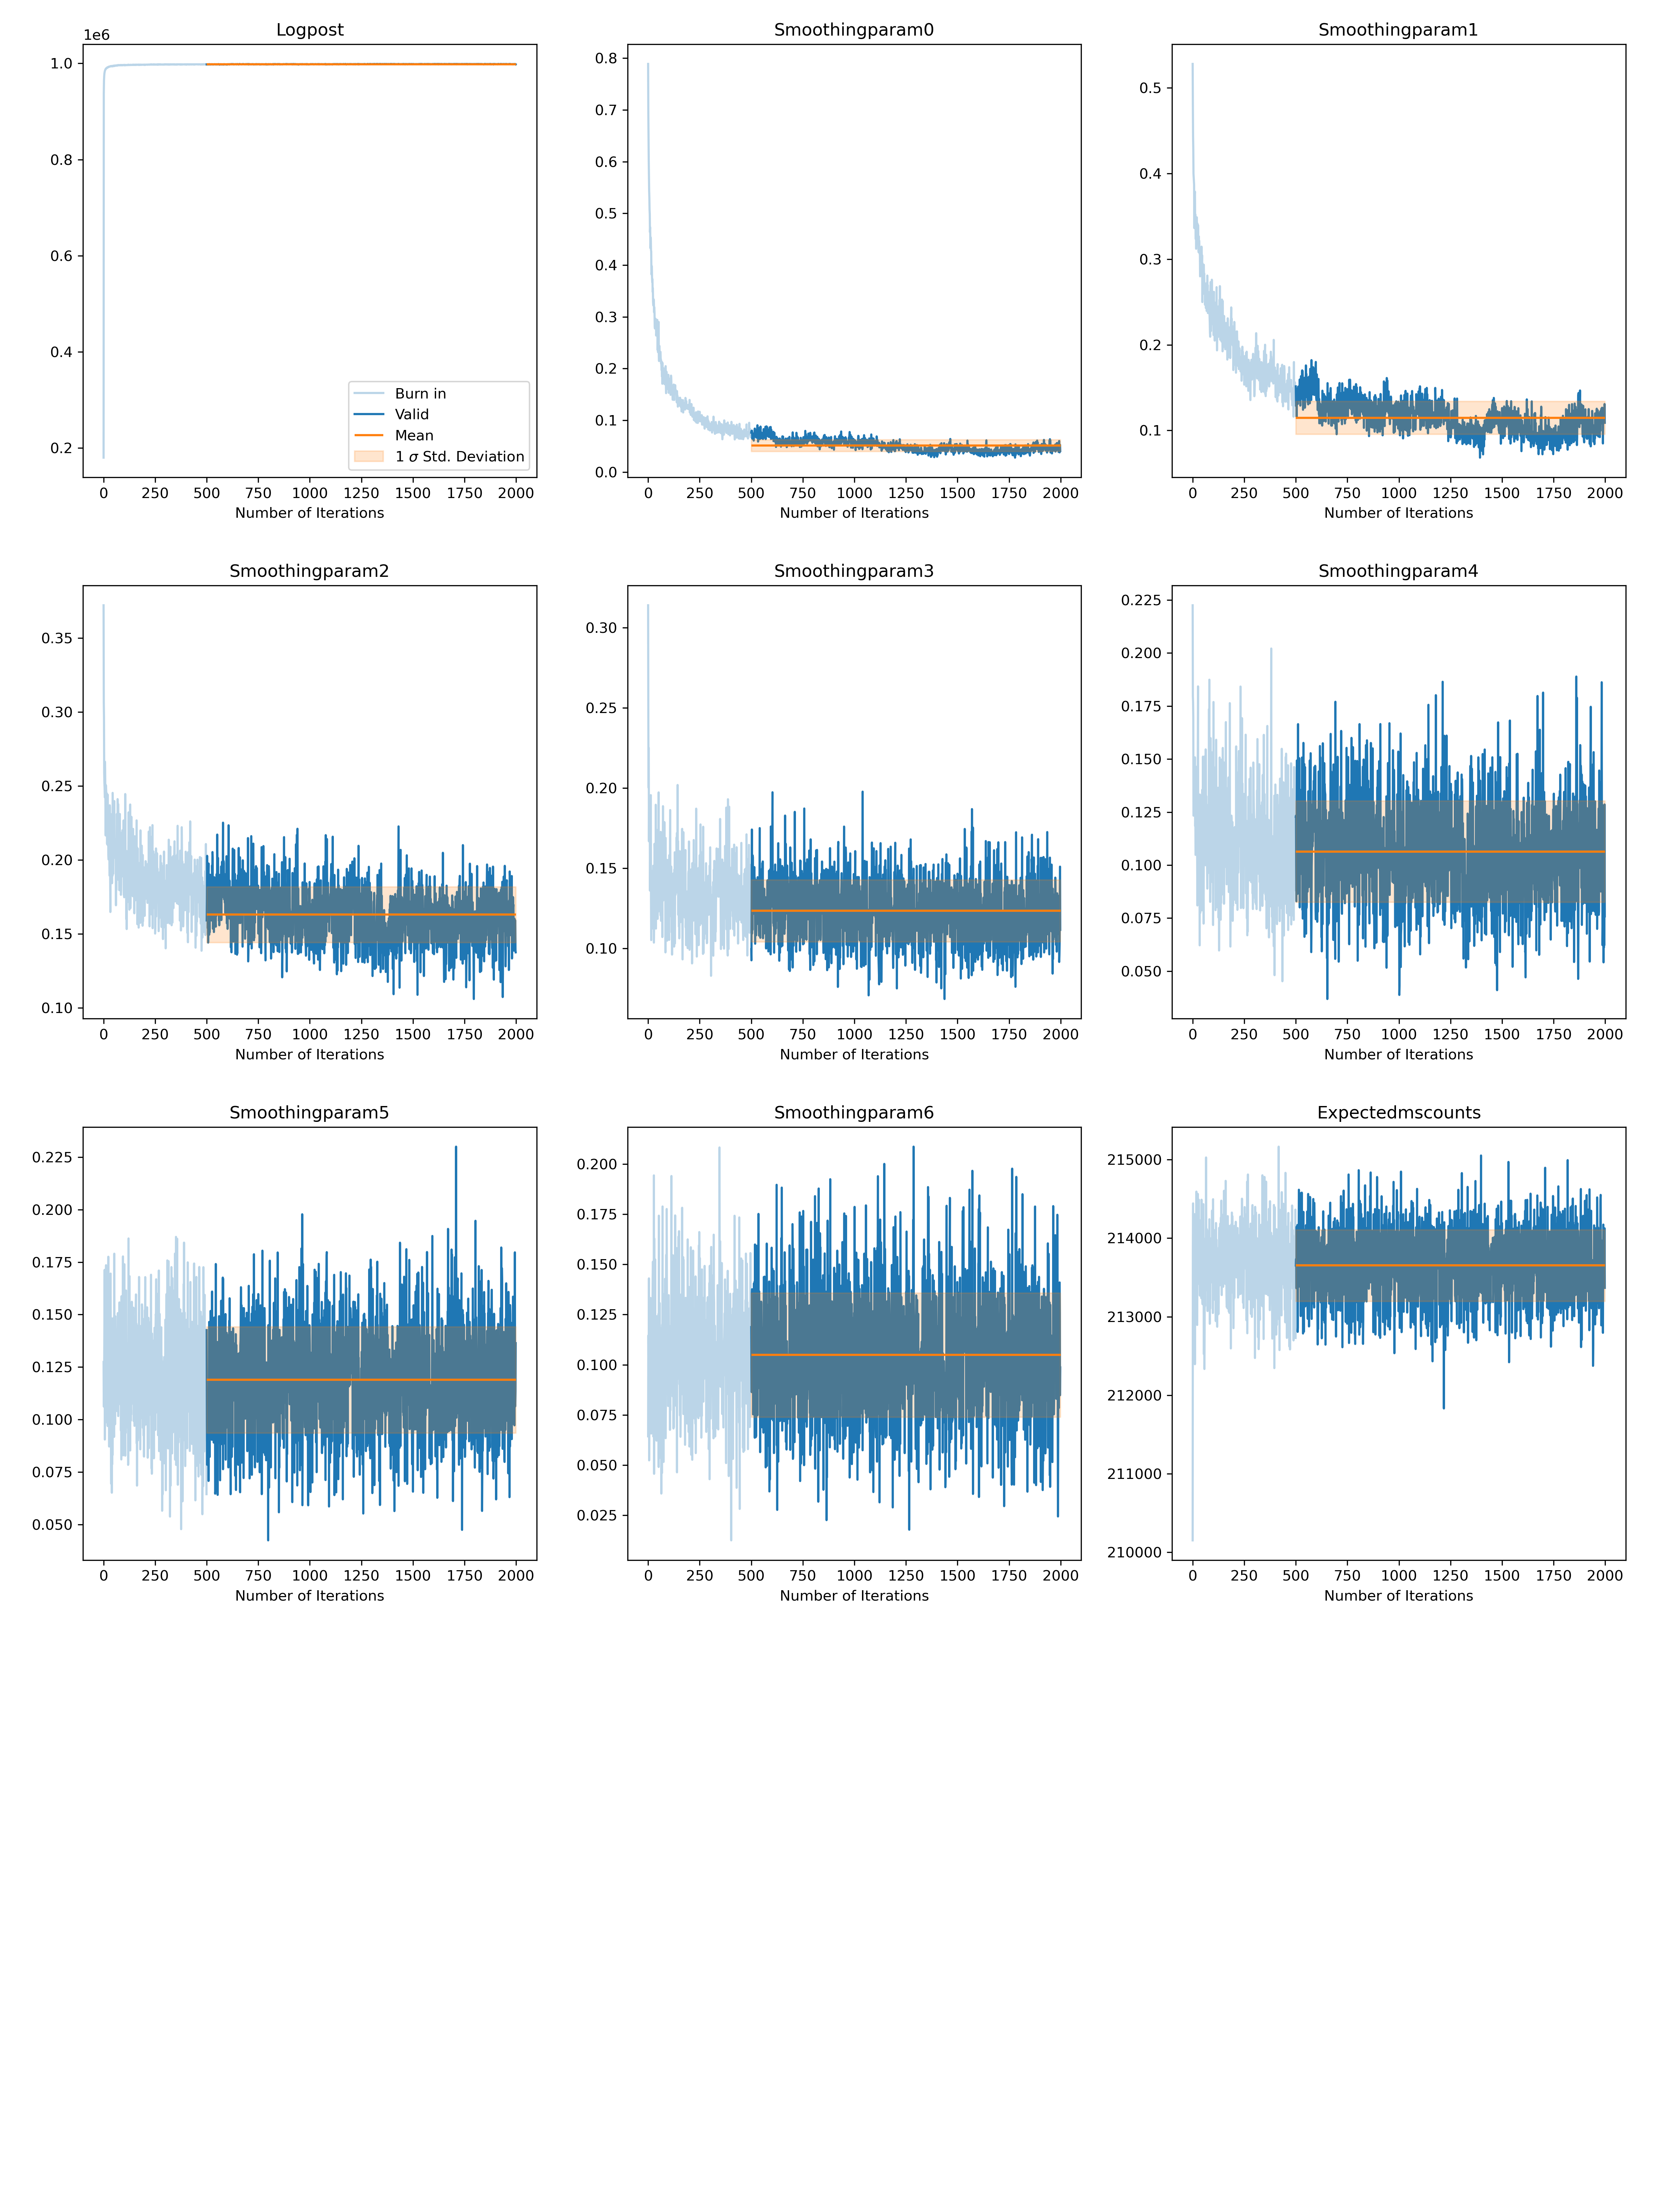 Logpost
1e6
1.0
0.8
0.6
0.4
0.2
Burn in
Valid
Mean
1 σ Std. Deviation
0 250 500 750 1000 1250 1500 1750 2000
Number of Iterations
Smoothingparam0
0.8
0.7
0.6
0.5
0.4
0.3
0.2
0.1
0.0
0 250 500 750 1000 1250 1500 1750 2000
Number of Iterations
Smoothingparam1
0.5
0.4
0.3
0.2
0.1
0 250 500 750 1000 1250 1500 1750 2000
Number of Iterations
Smoothingparam2
0.35
0.30
0.25
0.20
0.15
0.10
0 250 500 750 1000 1250 1500 1750 2000
Number of Iterations
Smoothingparam3
0.30
0.25
0.20
0.15
0.10
0 250 500 750 1000 1250 1500 1750 2000
Number of Iterations
Smoothingparam4
0.225
0.200
0.175
0.150
0.125
0.100
0.075
0.050
0 250 500 750 1000 1250 1500 1750 2000
Number of Iterations
Smoothingparam5
0.225
0.200
0.175
0.150
0.125
0.100
0.075
0.050
0 250 500 750 1000 1250 1500 1750 2000
Number of Iterations
Smoothingparam6
0.200
0.175
0.150
0.125
0.100
0.075
0.050
0.025
0 250 500 750 1000 1250 1500 1750 2000
Number of Iterations
Expectedmscounts
215000
214000
213000
212000
211000
210000
0 250 500 750 1000 1250 1500 1750 2000
Number of Iterations